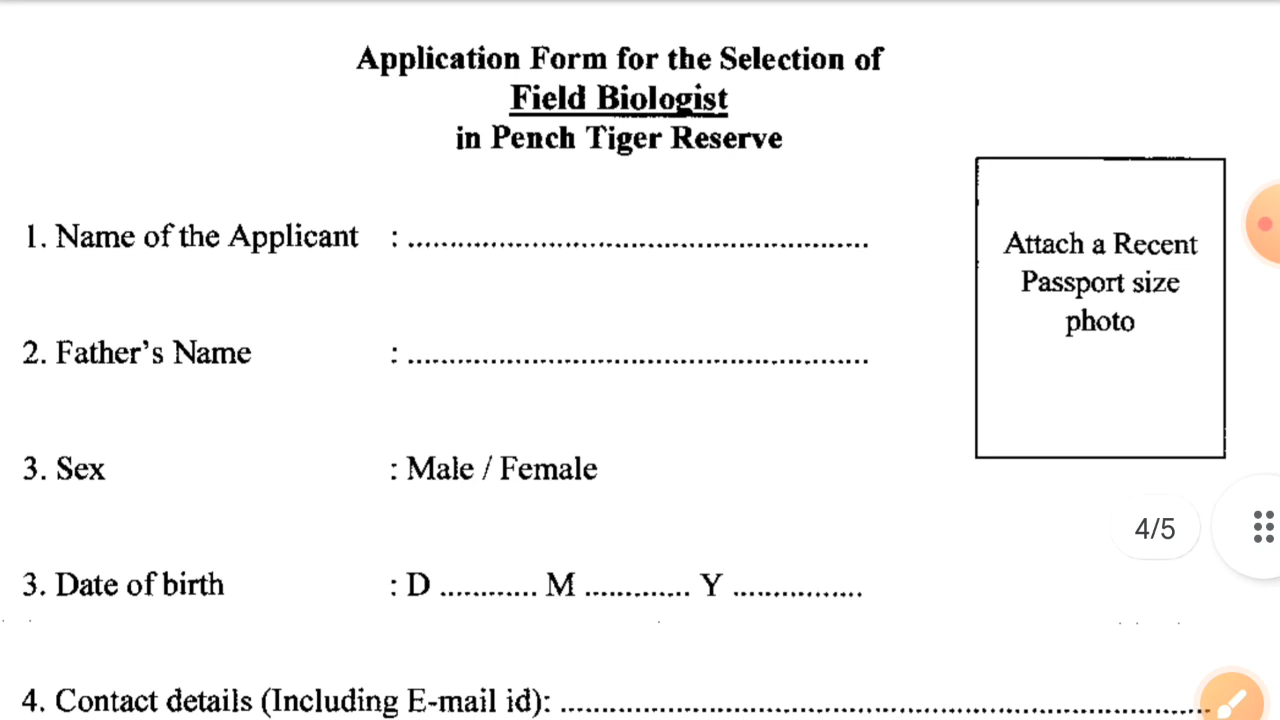 Application Form for the Selection of
Field Biologist
in Pench Tiger Reserve
1. Name of the Applicant : ............................................................
Attach a Recent
Passport size
photo
2. Father's Name : ............................................................
3. Sex : Male / Female
4/5
3. Date of birth : D ............ M ............. Y ................
4. Contact details (Including E-mail id): ................................................................................